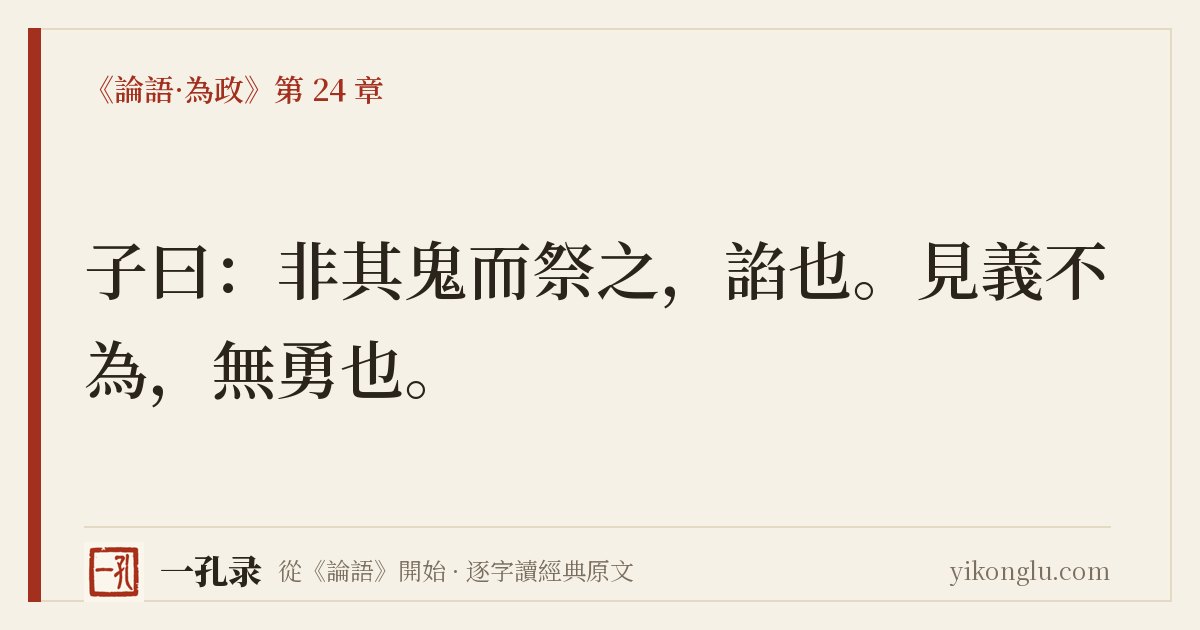 《論語·為政》第 24 章
子曰：非其鬼而祭之，諂也。見義不
為，無勇也。
一孔
一孔录 從《論語》開始 · 逐字讀經典原文
yikonglu.com